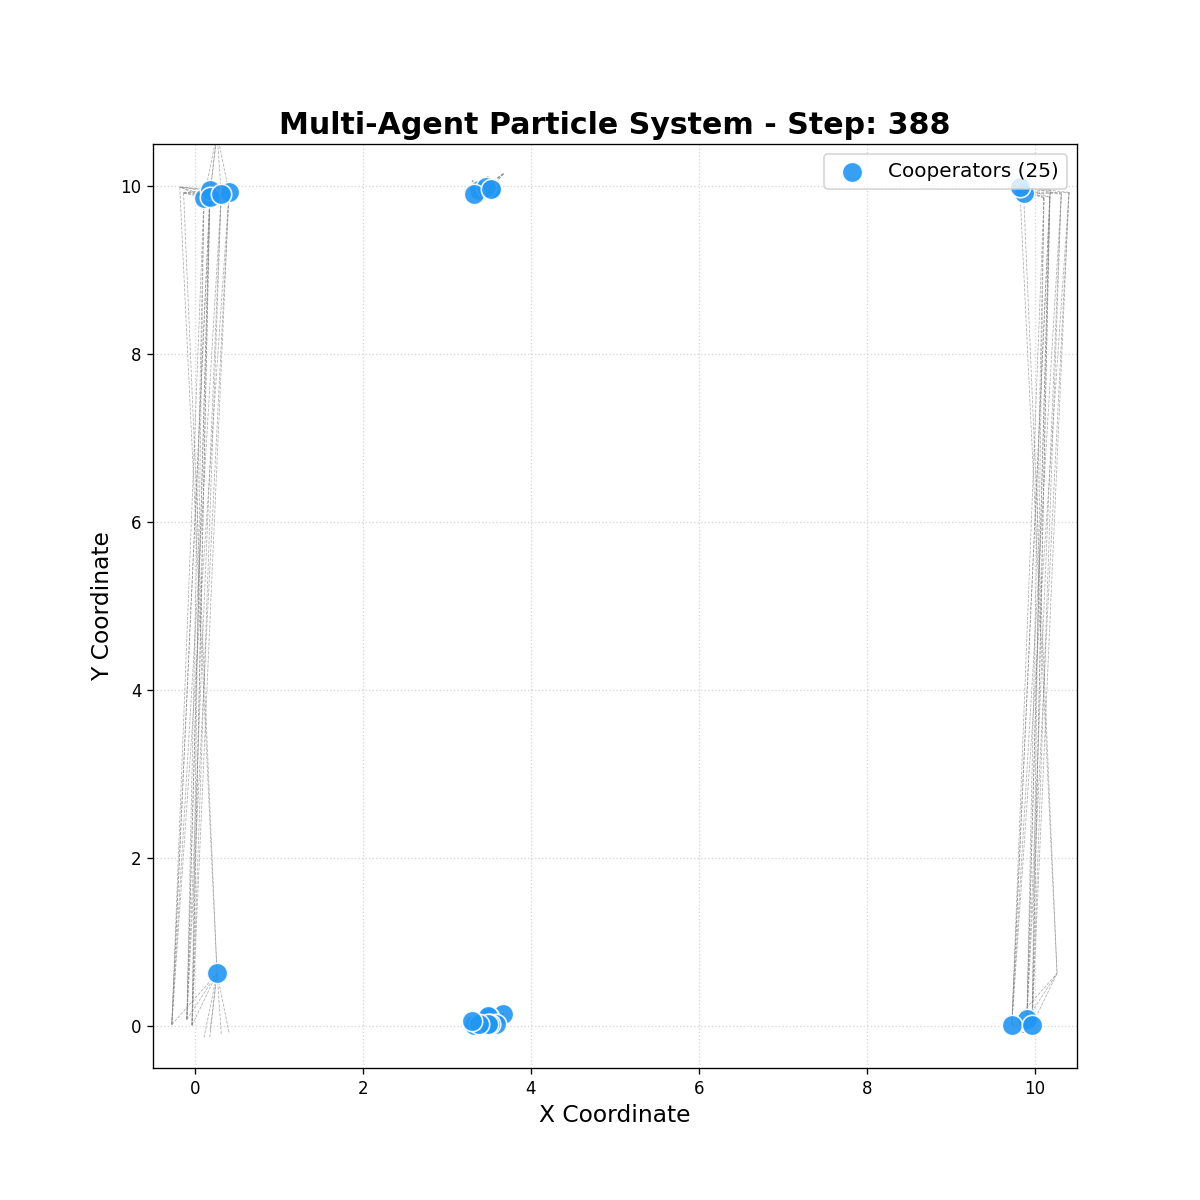 Multi-Agent Particle System - Step: 388
Cooperators (25)
10
8
6
4
2
0
Y Coordinate
0 2 4 6 8 10
X Coordinate